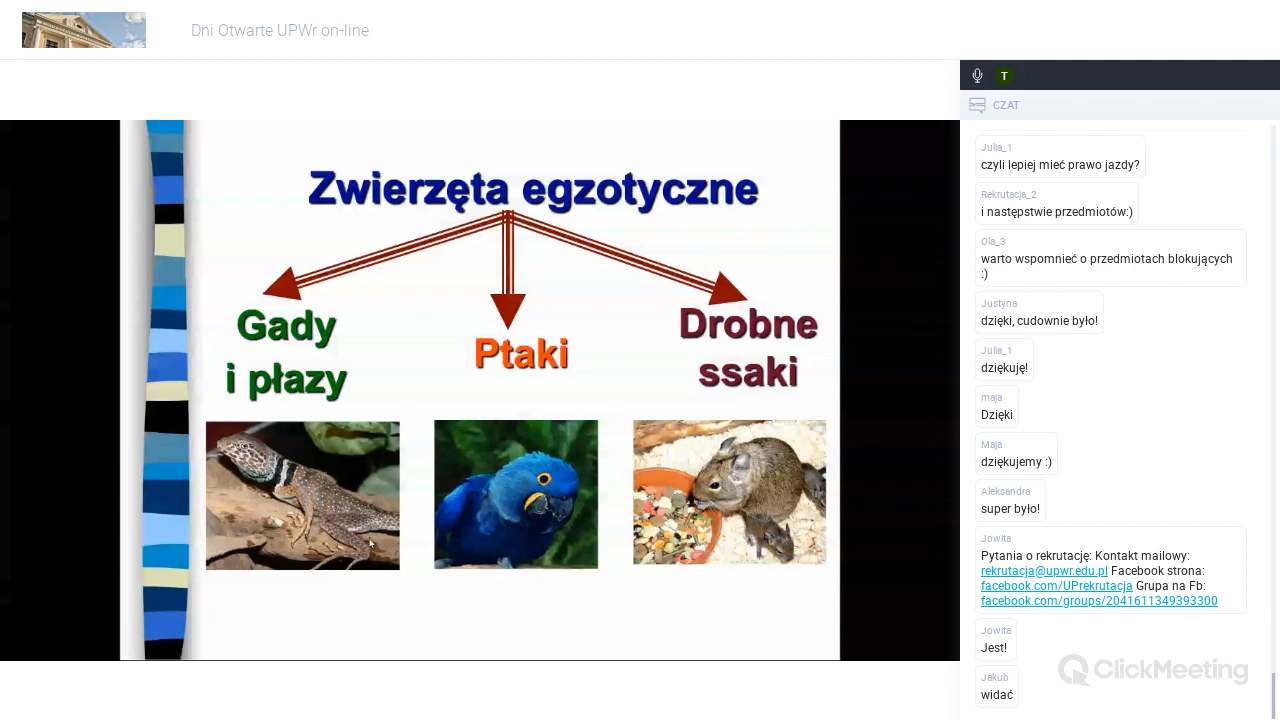 Dni Otwarte UPWr on-line
T
CZAT
Zwierzęta egzotyczne
Gady
i płazy
Ptaki
Drobne
ssaki
Julia_1
czyli lepiej mieć prawo jazdy?
Rekrutacja_2
i następstwie przedmiotów:)
Ola_3
warto wspomnieć o przedmiotach blokujących
:)
Justyna
dzięki, cudownie było!
Julia_1
dziękuję!
maja
Dzięki
Maja
dziękujemy :)
Aleksandra
super było!
Jowita
Pytania o rekrutację: Kontakt mailowy:
rekrutacja@upwr.edu.pl Facebook strona:
facebook.com/UPrekrutacja Grupa na Fb:
facebook.com/groups/2041611349393300
Jowita
Jest!
Jakub
widać
ClickMeeting